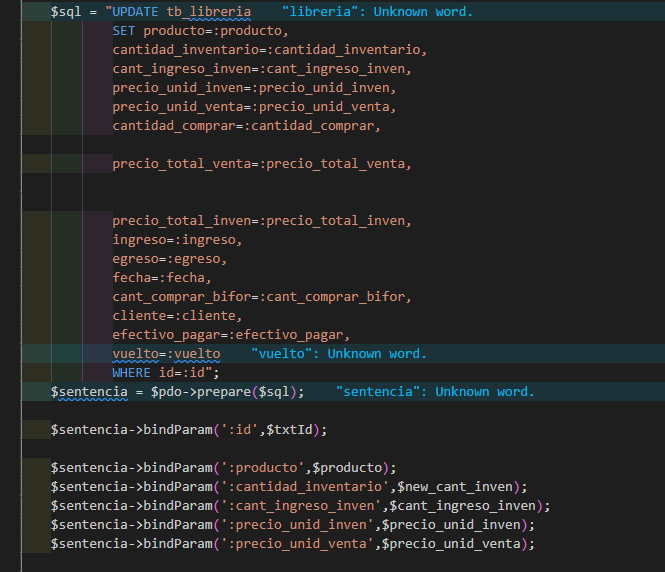 $sql = "UPDATE tb_libreria    "libreria": Unknown word.
SET producto=:producto,
cantidad_inventario=:cantidad_inventario,
cant_ingreso_inven=:cant_ingreso_inven,
precio_unid_inven=:precio_unid_inven,
precio_unid_venta=:precio_unid_venta,
cantidad_comprar=:cantidad_comprar,
precio_total_venta=:precio_total_venta,
precio_total_inven=:precio_total_inven,
ingreso=:ingreso,
egreso=:egreso,
fecha=:fecha,
cant_comprar_bifor=:cant_comprar_bifor,
cliente=:cliente,
efectivo_pagar=:efectivo_pagar,
vuelto=:vuelto    "vuelto": Unknown word.
WHERE id=:id";
$sentencia = $pdo->prepare($sql);    "sentencia": Unknown word.
$sentencia->bindParam(':id',$txtId);
$sentencia->bindParam(':producto',$producto);
$sentencia->bindParam(':cantidad_inventario',$new_cant_inven);
$sentencia->bindParam(':cant_ingreso_inven',$cant_ingreso_inven);
$sentencia->bindParam(':precio_unid_inven',$precio_unid_inven);
$sentencia->bindParam(':precio_unid_venta',$precio_unid_venta);